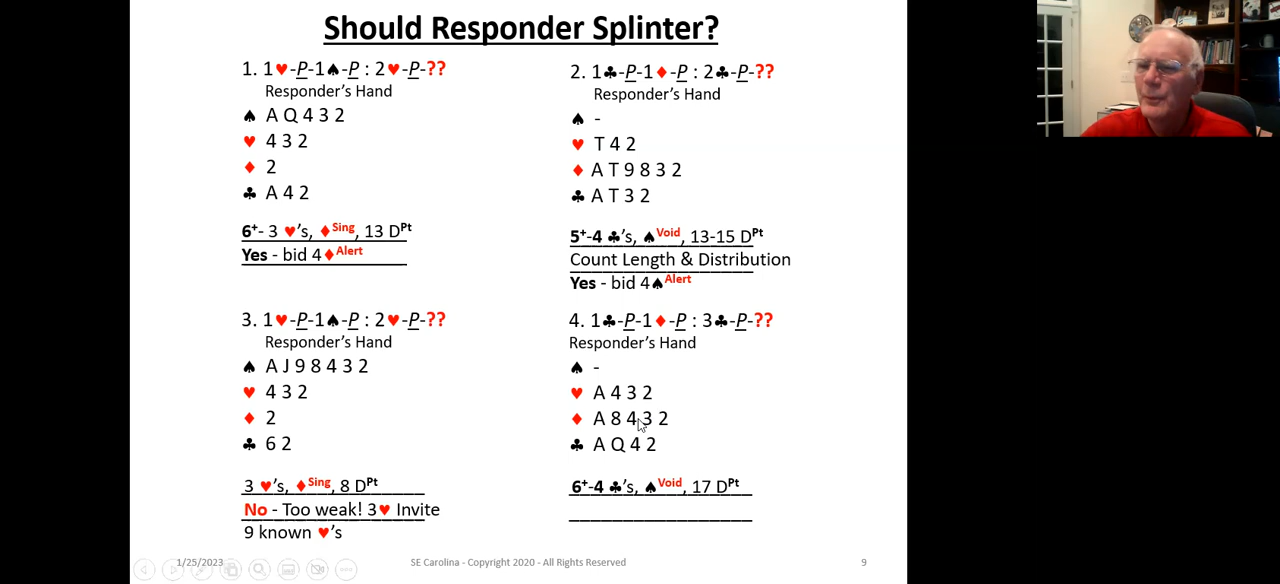 Should Responder Splinter?
1. 1♥-P-1♠-P : 2♥-P-??
Responder's Hand
♠ A Q 4 3 2
♥ 4 3 2
♦ 2
♣ A 4 2
6+- 3 ♥'s, ♦Sing, 13 DPt
Yes - bid 4♦Alert
2. 1♣-P-1♦-P : 2♣-P-??
Responder's Hand
♠ -
♥ T 4 2
♦ A T 9 8 3 2
♣ A T 3 2
5+-4 ♣'s, ♠Void, 13-15 DPt
Count Length & Distribution
Yes - bid 4♠Alert
3. 1♥-P-1♠-P : 2♥-P-??
Responder's Hand
♠ A J 9 8 4 3 2
♥ 4 3 2
♦ 2
♣ 6 2
3 ♥'s, ♦Sing, 8 DPt
No - Too weak! 3♥ Invite
9 known ♥'s
4. 1♣-P-1♦-P : 3♣-P-??
Responder's Hand
♠ -
♥ A 4 3 2
♦ A 8 4 3 2
♣ A Q 4 2
6+-4 ♣'s, ♠Void, 17 DPt
1/25/2023
SE Carolina - Copyright 2020 - All Rights Reserved
9